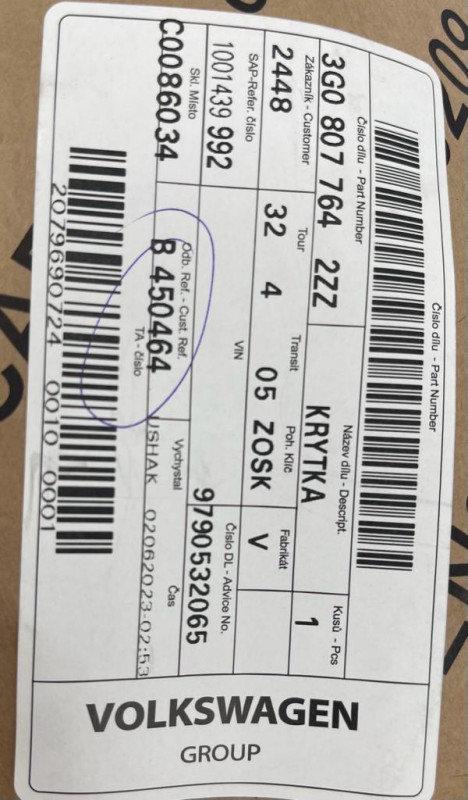 Číslo dílu - Part Number
Číslo dílu - Part Number
Název dílu - Descript.
Kusů - Pcs
3G0 807 764 2ZZ
KRYTKA
1
Zákazník - Customer
Tour
Transit
Poh. Klíč
Fabrikát
2448
32
4
05 ZOSK
V
SAP-Refer. číslo
VIN
Číslo DL - Advice No.
1001439 992
9790532065
Skl. Místo
Odb. Ref. - Cust. Ref.
Vychystal
Čas
C0086034
B 450464
USHAK
02062023-02:53
TA - číslo
2079690724 0010 0001
VOLKSWAGEN
GROUP